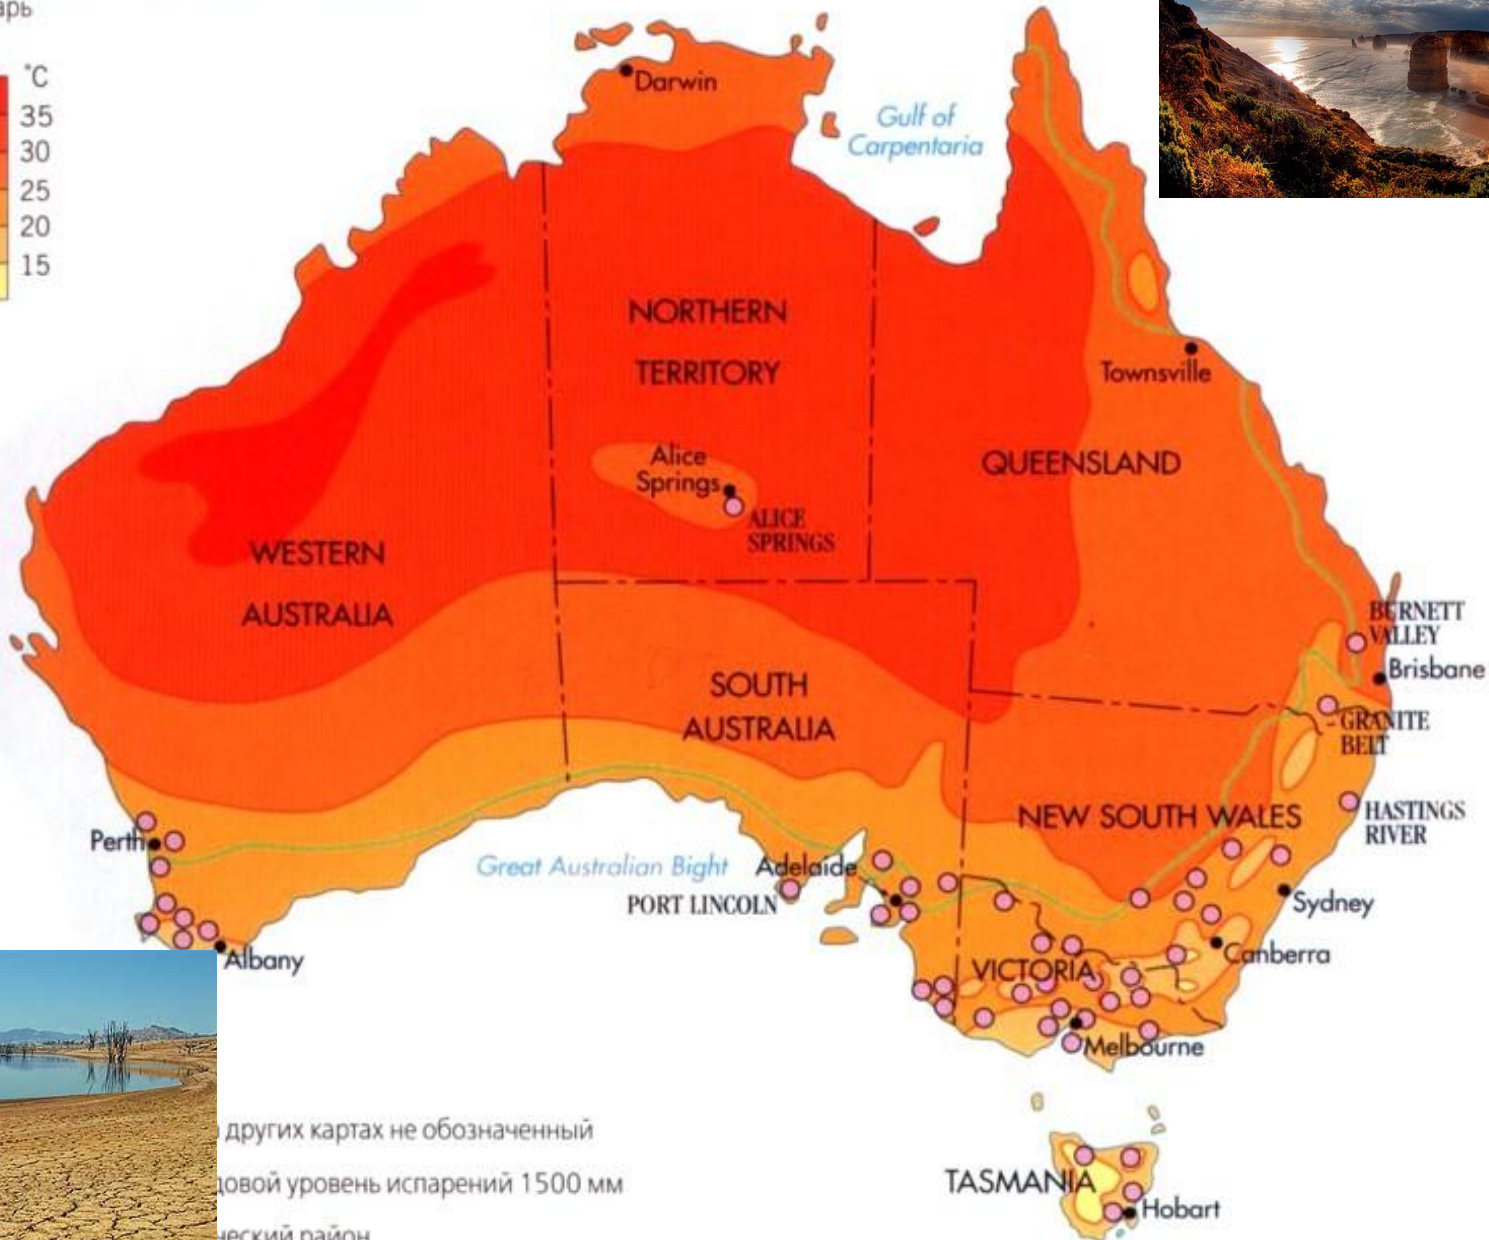 °C
35
30
25
20
15
Darwin
Gulf of
Carpentaria
NORTHERN
TERRITORY
Townsville
Alice
Springs
QUEENSLAND
ALICE
SPRINGS
WESTERN
AUSTRALIA
BURNETT
VALLEY
Brisbane
SOUTH
AUSTRALIA
GRANITE
BELT
NEW SOUTH WALES
HASTINGS
RIVER
Perth
Great Australian Bight
Adelaide
PORT LINCOLN
Sydney
Albany
Canberra
VICTORIA
Melbourne
других картах не обозначенный
довой уровень испарений 1500 мм
TASMANIA
Hobart
район